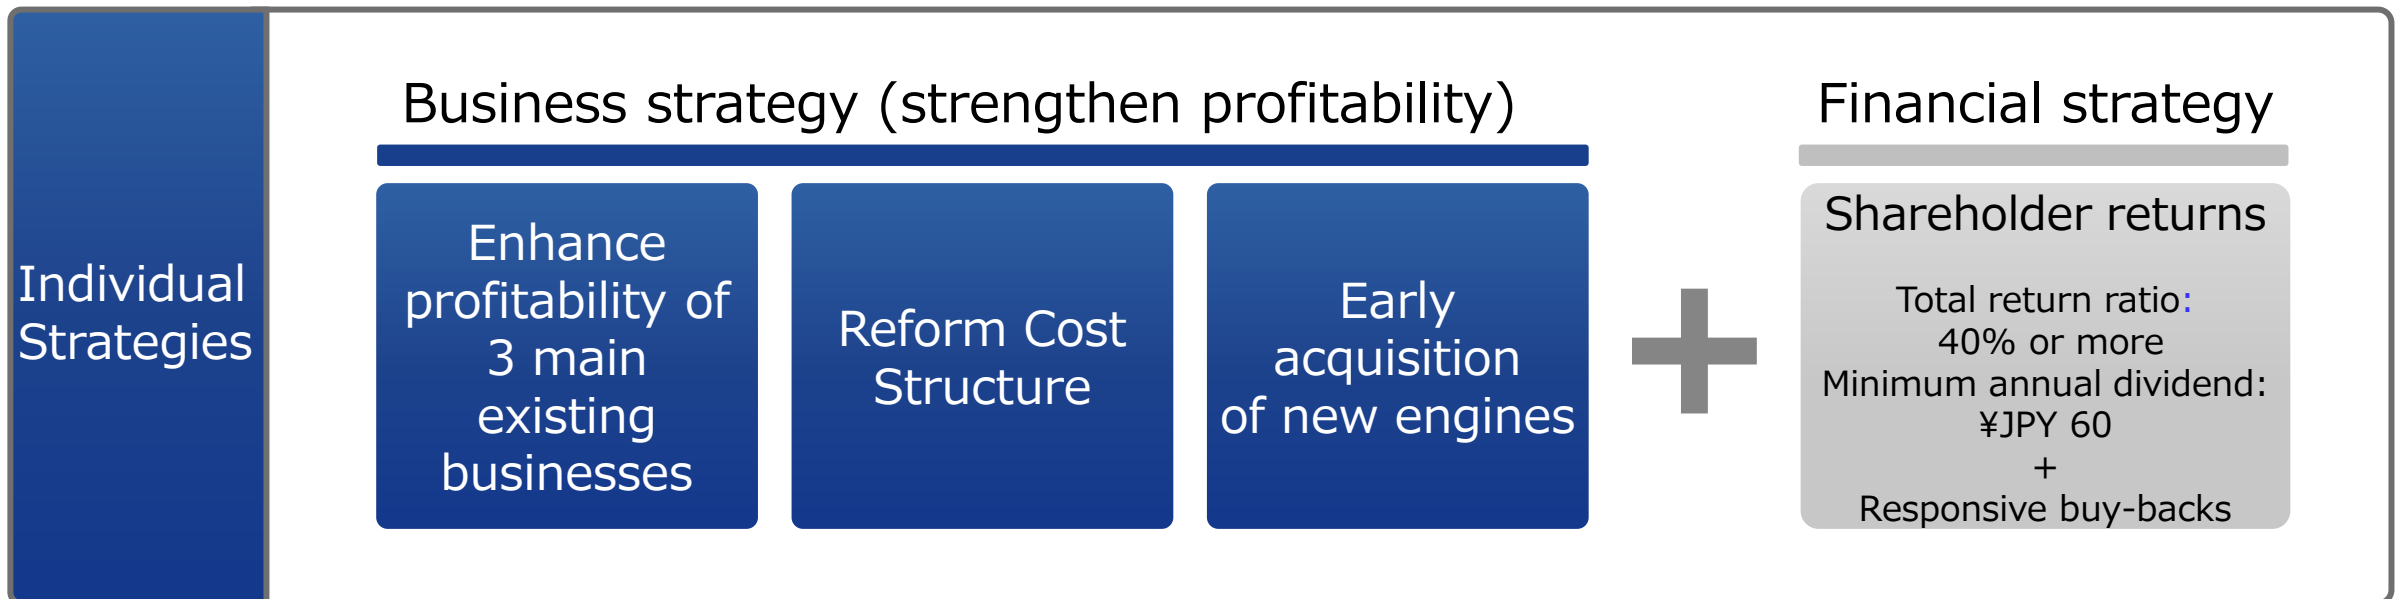 Individual
Strategies
Business strategy (strengthen profitability)
Enhance
profitability of
3 main
existing
businesses
Reform Cost
Structure
Early
acquisition
of new engines
Financial strategy
Shareholder returns
Total return ratio:
40% or more
Minimum annual dividend:
¥JPY 60
+
Responsive buy-backs